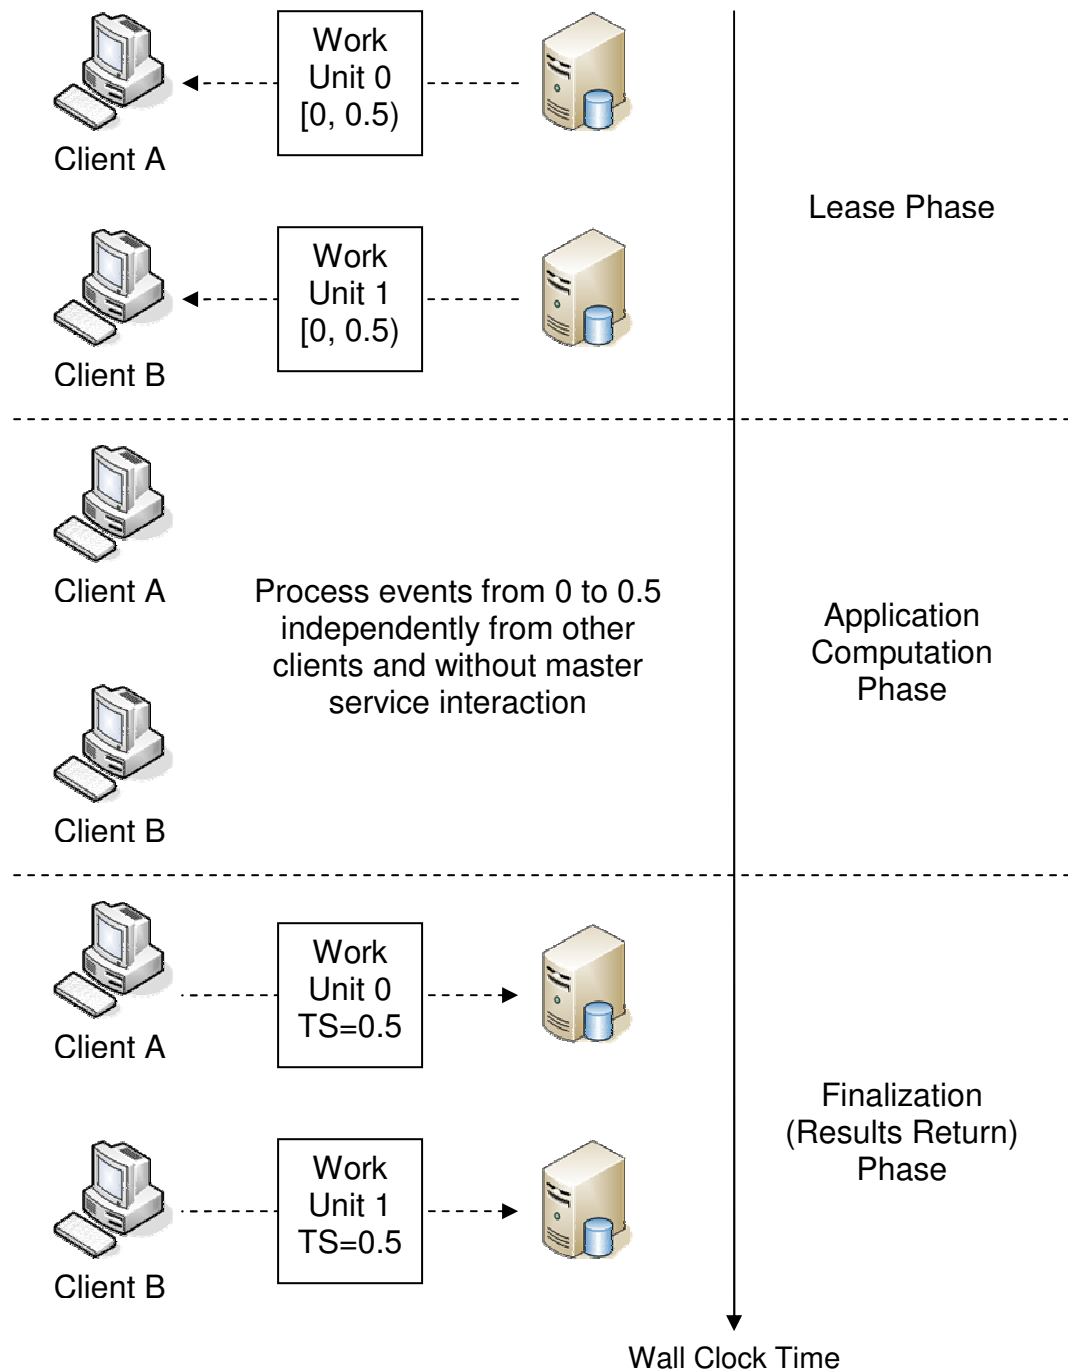 Work
Unit 0
[0, 0.5)
Client A
Lease Phase
Work
Unit 1
[0, 0.5)
Client B
Client A
Process events from 0 to 0.5
independently from other
clients and without master
service interaction
Application
Computation
Phase
Client B
Work
Unit 0
TS=0.5
Client A
Finalization
(Results Return)
Phase
Work
Unit 1
TS=0.5
Client B
Wall Clock Time